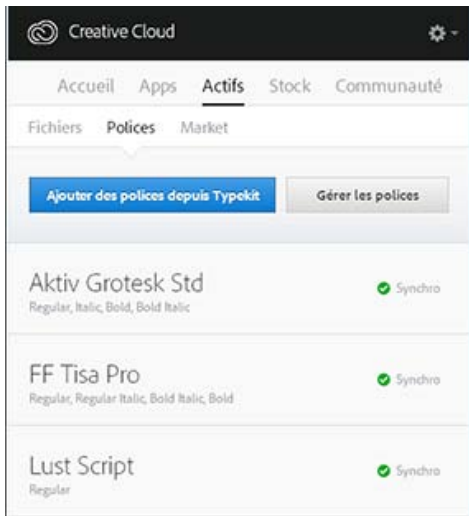 Creative Cloud
Accueil Apps Actifs Stock Communauté
Fichiers Polices Market
Ajouter des polices depuis Typekit Gérer les polices
Aktiv Grotesk Std Synchro
Regular, Italic, Bold, Bold Italic
FF Tisa Pro Synchro
Regular, Regular Italic, Bold Italic, Bold
Lust Script Synchro
Regular